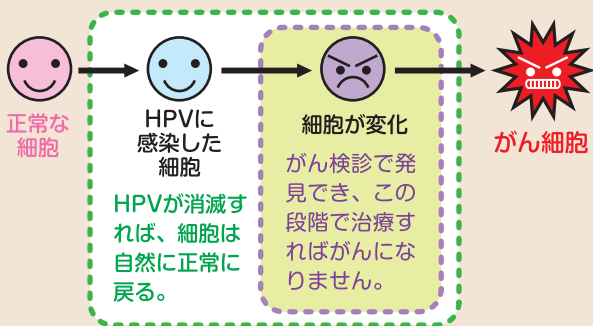 正常な
細胞
HPVに
感染した
細胞
HPVが消滅す
れば、細胞は
自然に正常に
戻る。
細胞が変化
がん検診で発
見でき、この
段階で治療す
ればがんにな
りません。
がん細胞